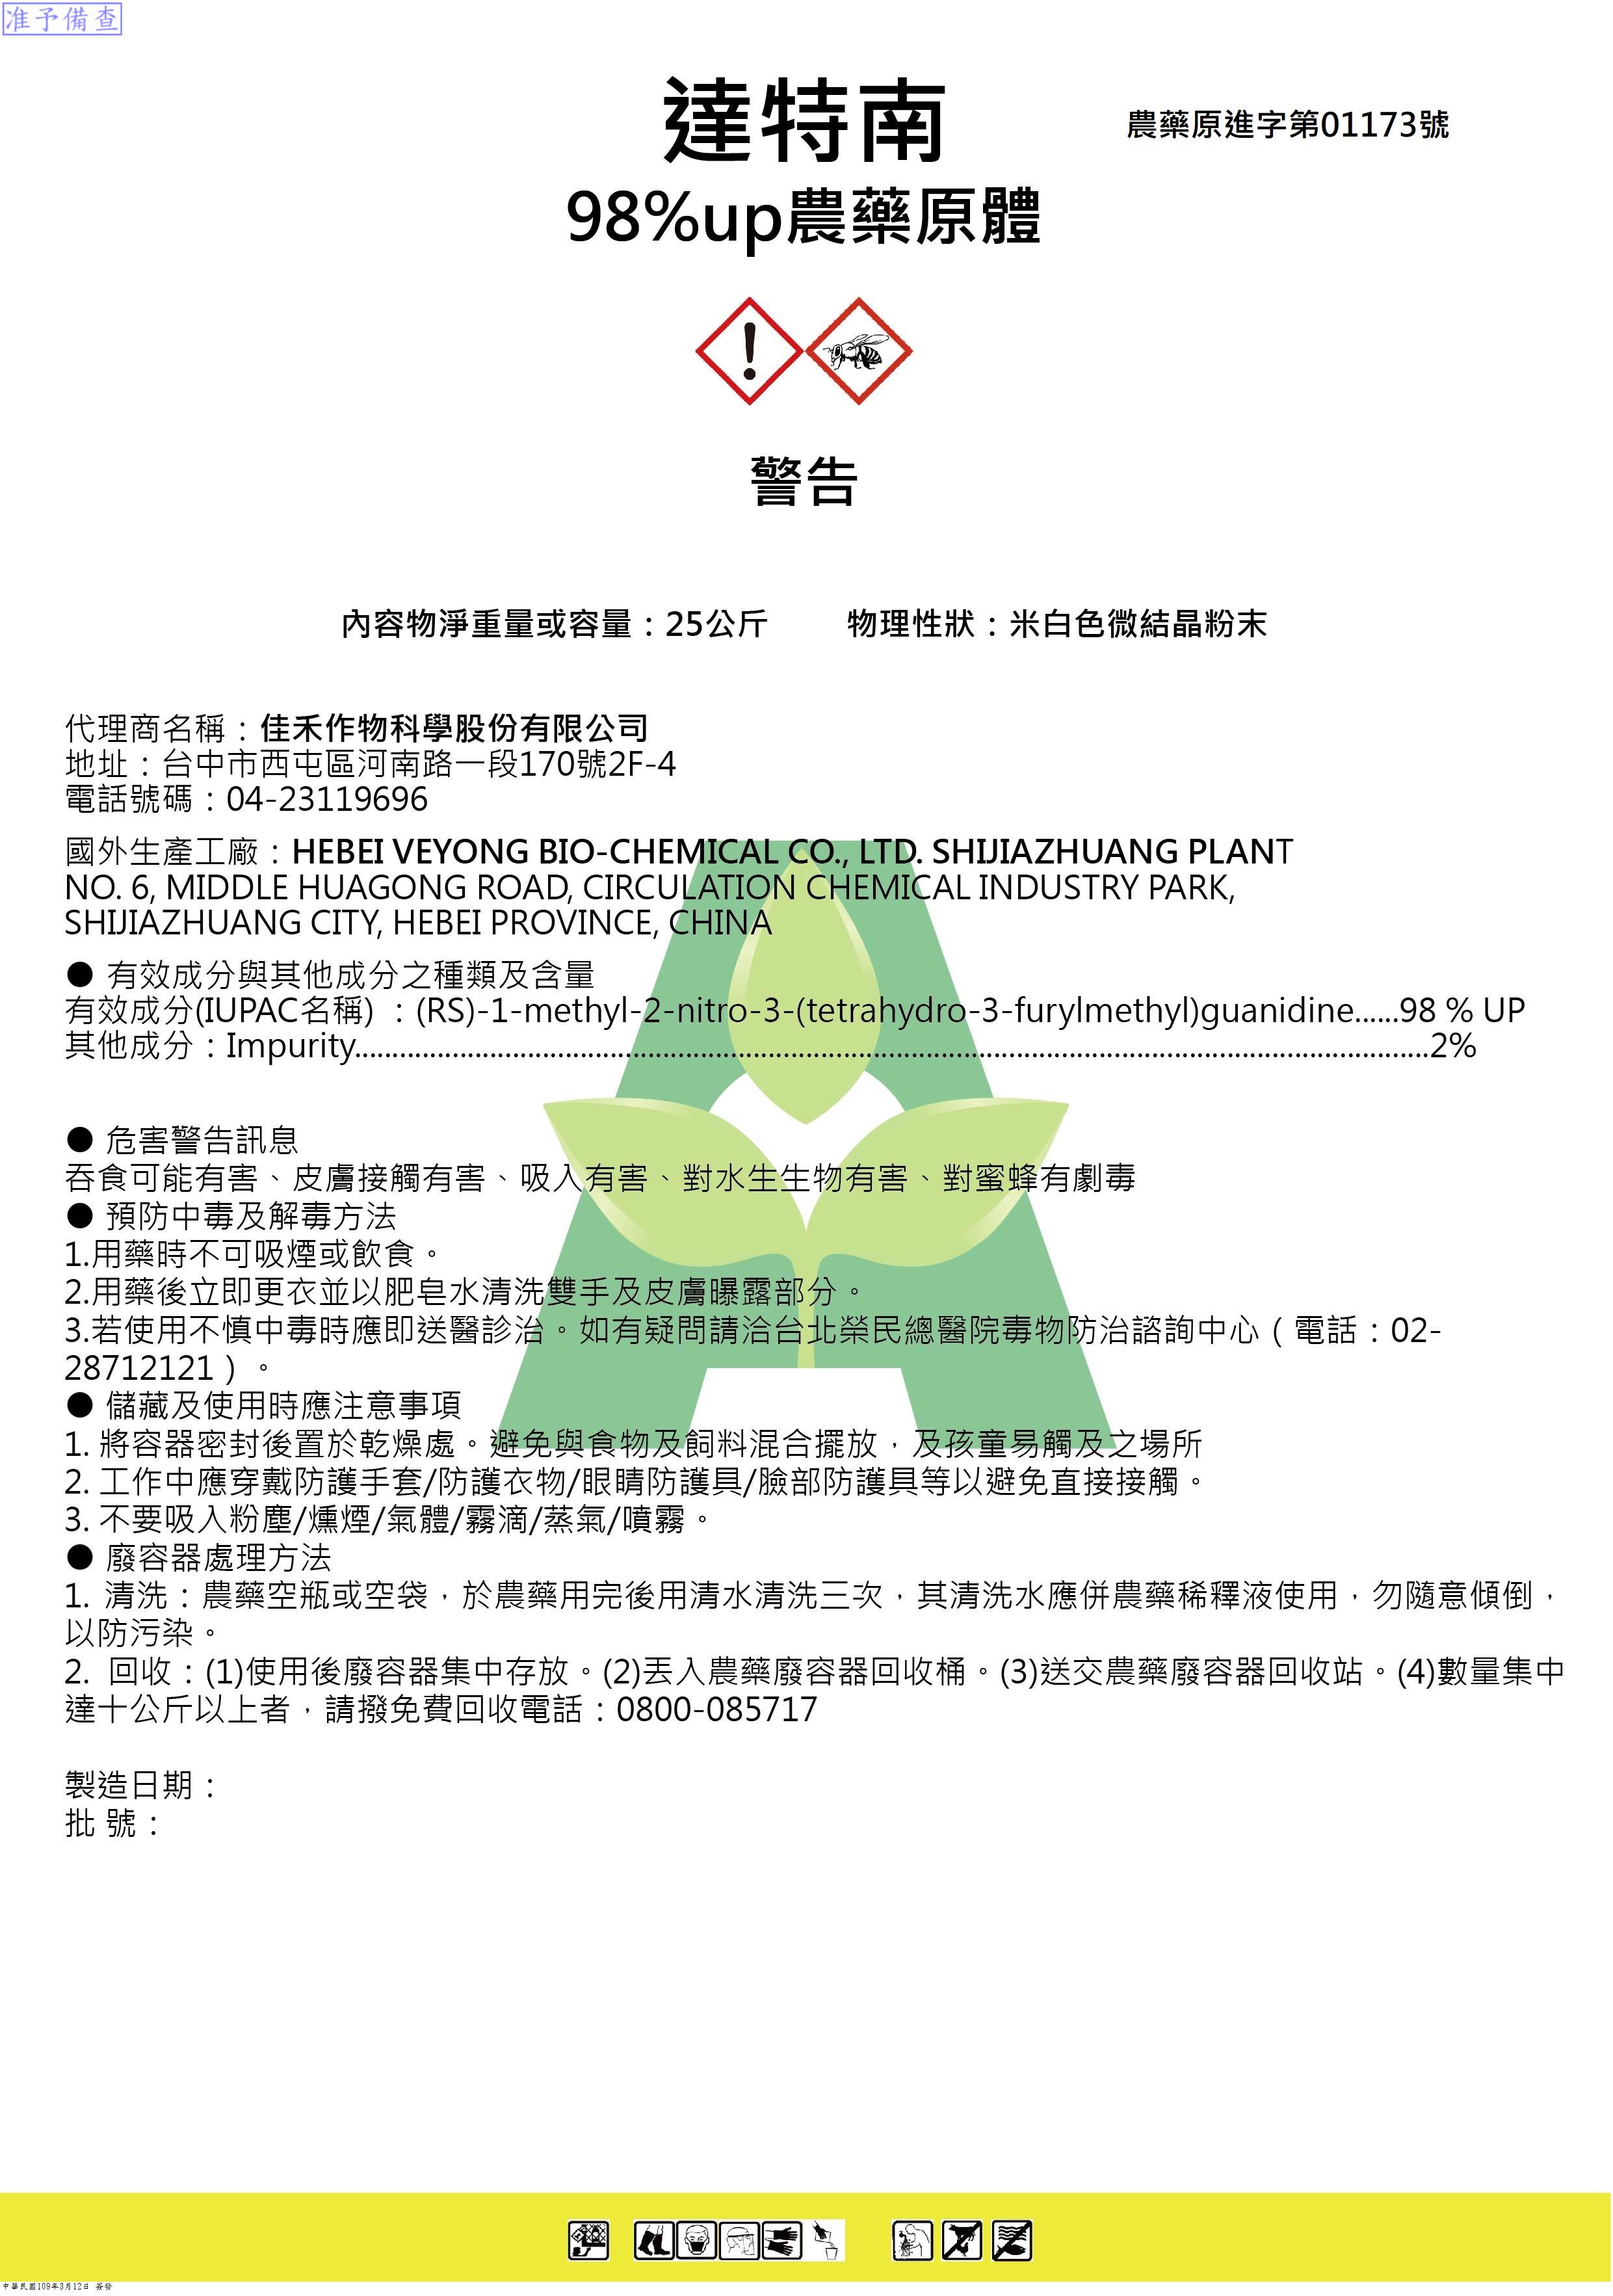 准予備查
達特南
農藥原進字第01173號
98%up農藥原體
警告
內容物淨重量或容量：25公斤 物理性狀：米白色微結晶粉末
代理商名稱：佳禾作物科學股份有限公司
地址：台中市西屯區河南路一段170號2F-4
電話號碼：04-23119696
國外生產工廠：HEBEI VEYONG BIO-CHEMICAL CO., LTD. SHIJIAZHUANG PLANT
NO. 6, MIDDLE HUAGONG ROAD, CIRCULATION CHEMICAL INDUSTRY PARK,
SHIJIAZHUANG CITY, HEBEI PROVINCE, CHINA
● 有效成分與其他成分之種類及含量
有效成分(IUPAC名稱) ：(RS)-1-methyl-2-nitro-3-(tetrahydro-3-furylmethyl)guanidine......98 % UP
其他成分：Impurity................................................................................................................................................2%
● 危害警告訊息
吞食可能有害、皮膚接觸有害、吸入有害、對水生生物有害、對蜜蜂有劇毒
● 預防中毒及解毒方法
1.用藥時不可吸煙或飲食。
2.用藥後立即更衣並以肥皂水清洗雙手及皮膚曝露部分。
3.若使用不慎中毒時應即送醫診治。如有疑問請洽台北榮民總醫院毒物防治諮詢中心（電話：02-
28712121）。
● 儲藏及使用時應注意事項
1. 將容器密封後置於乾燥處。避免與食物及飼料混合擺放，及孩童易觸及之場所
2. 工作中應穿戴防護手套/防護衣物/眼睛防護具/臉部防護具等以避免直接接觸。
3. 不要吸入粉塵/燻煙/氣體/霧滴/蒸氣/噴霧。
● 廢容器處理方法
1. 清洗：農藥空瓶或空袋，於農藥用完後用清水清洗三次，其清洗水應併農藥稀釋液使用，勿隨意傾倒，
以防污染。
2. 回收：(1)使用後廢容器集中存放。(2)丟入農藥廢容器回收桶。(3)送交農藥廢容器回收站。(4)數量集中
達十公斤以上者，請撥免費回收電話：0800-085717
製造日期：
批 號：
中華民國109年3月12日 簽發